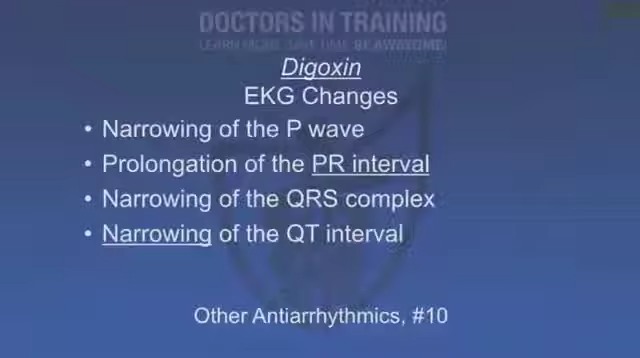 DOCTORS IN TRAINING
LEARN MORE. SAVE TIME. BE AWESOME!
Digoxin
EKG Changes
• Narrowing of the P wave
• Prolongation of the PR interval
• Narrowing of the QRS complex
• Narrowing of the QT interval
Other Antiarrhythmics, #10